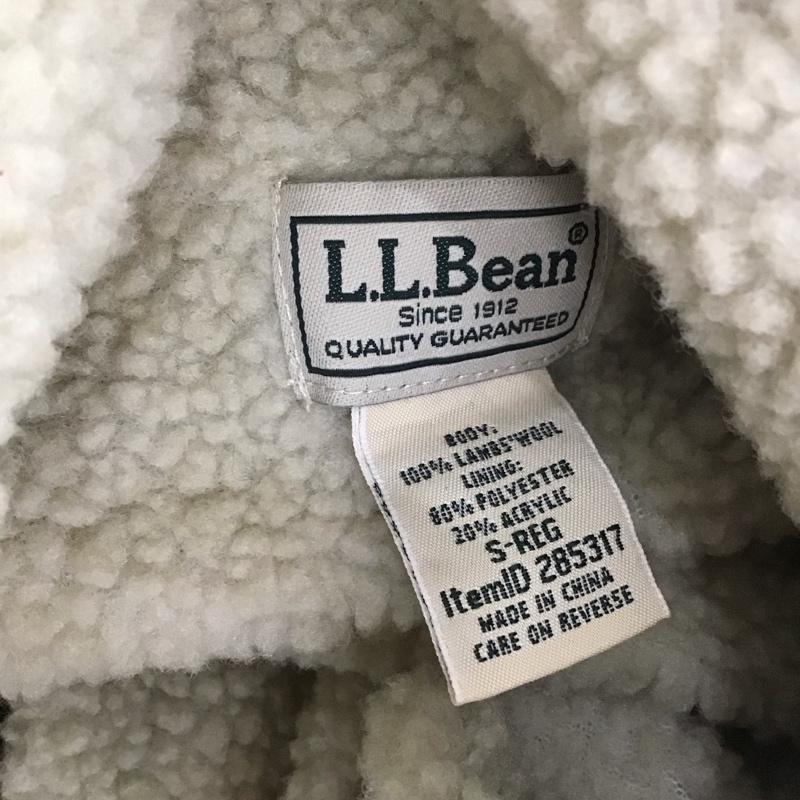 L.L.Bean®
Since 1912
QUALITY GUARANTEED
BODY:
100% LAMBS'WOOL
LINING:
80% POLYESTER
20% ACRYLIC
S-REG
ItemID 285317
MADE IN CHINA
CARE ON REVERSE